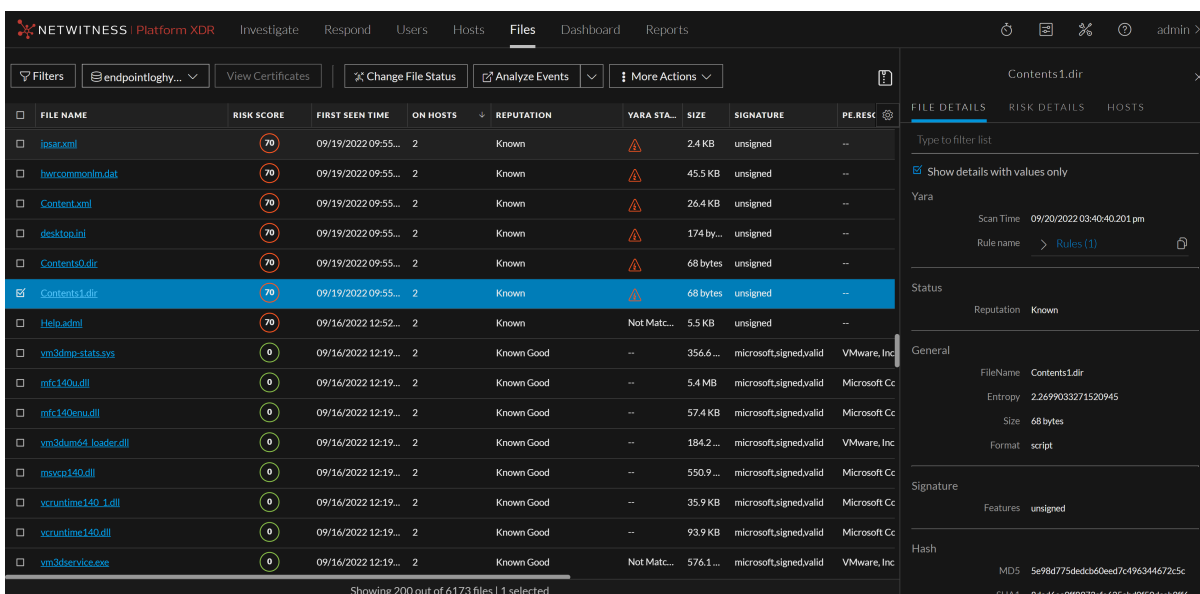 NETWITNESS | Platform XDR Investigate Respond Users Hosts Files Dashboard Reports admin
Filters endpointloghy... View Certificates Change File Status Analyze Events More Actions
FILE NAME RISK SCORE FIRST SEEN TIME ON HOSTS REPUTATION YARA STA... SIZE SIGNATURE PE.RESC
ipsar.xml 70 09/19/2022 09:55... 2 Known 2.4 KB unsigned --
hwrcommonlm.dat 70 09/19/2022 09:55... 2 Known 45.5 KB unsigned --
Content.xml 70 09/19/2022 09:55... 2 Known 26.4 KB unsigned --
desktop.ini 70 09/19/2022 09:55... 2 Known 174 by... unsigned --
Contents0.dir 70 09/19/2022 09:55... 2 Known 68 bytes unsigned --
Contents1.dir 70 09/19/2022 09:55... 2 Known 68 bytes unsigned --
Help.adml 70 09/16/2022 12:52... 2 Known Not Matc... 5.5 KB unsigned --
vm3dmp-stats.sys 0 09/16/2022 12:19... 2 Known Good -- 356.6 ... microsoft,signed,valid VMware, Inc
mfc140u.dll 0 09/16/2022 12:19... 2 Known Good -- 5.4 MB microsoft,signed,valid Microsoft Cc
mfc140enu.dll 0 09/16/2022 12:19... 2 Known Good -- 57.4 KB microsoft,signed,valid Microsoft Cc
vm3dum64_loader.dll 0 09/16/2022 12:19... 2 Known Good -- 184.2 ... microsoft,signed,valid VMware, Inc
msvcp140.dll 0 09/16/2022 12:19... 2 Known Good -- 550.9 ... microsoft,signed,valid Microsoft Cc
vcruntime140_1.dll 0 09/16/2022 12:19... 2 Known Good -- 35.9 KB microsoft,signed,valid Microsoft Cc
vcruntime140.dll 0 09/16/2022 12:19... 2 Known Good -- 93.9 KB microsoft,signed,valid Microsoft Cc
vm3dservice.exe 0 09/16/2022 12:19... 2 Known Good Not Matc... 576.1 ... microsoft,signed,valid VMware, Inc
Showing 200 out of 6173 files | 1 selected
Contents1.dir
FILE DETAILS RISK DETAILS HOSTS
Type to filter list
Show details with values only
Yara
Scan Time 09/20/2022 03:40:40.201 pm
Rule name Rules (1)
Status
Reputation Known
General
FileName Contents1.dir
Entropy 2.2699033271520945
Size 68 bytes
Format script
Signature
Features unsigned
Hash
MD5 5e98d775dedcb60eed7c496344672c5c